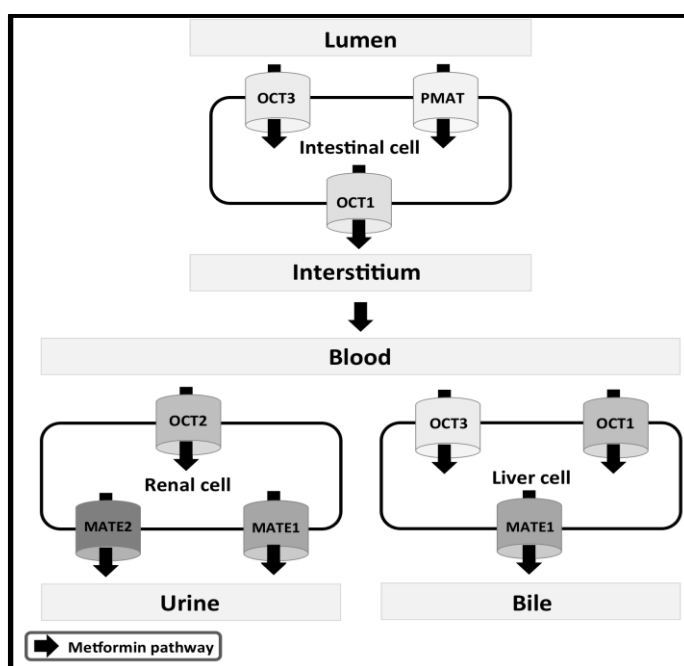 Lumen
OCT3
PMAT
Intestinal cell
OCT1
Interstitium
Blood
OCT2
OCT3
OCT1
Renal cell
Liver cell
MATE2
MATE1
MATE1
Urine
Bile
Metformin pathway